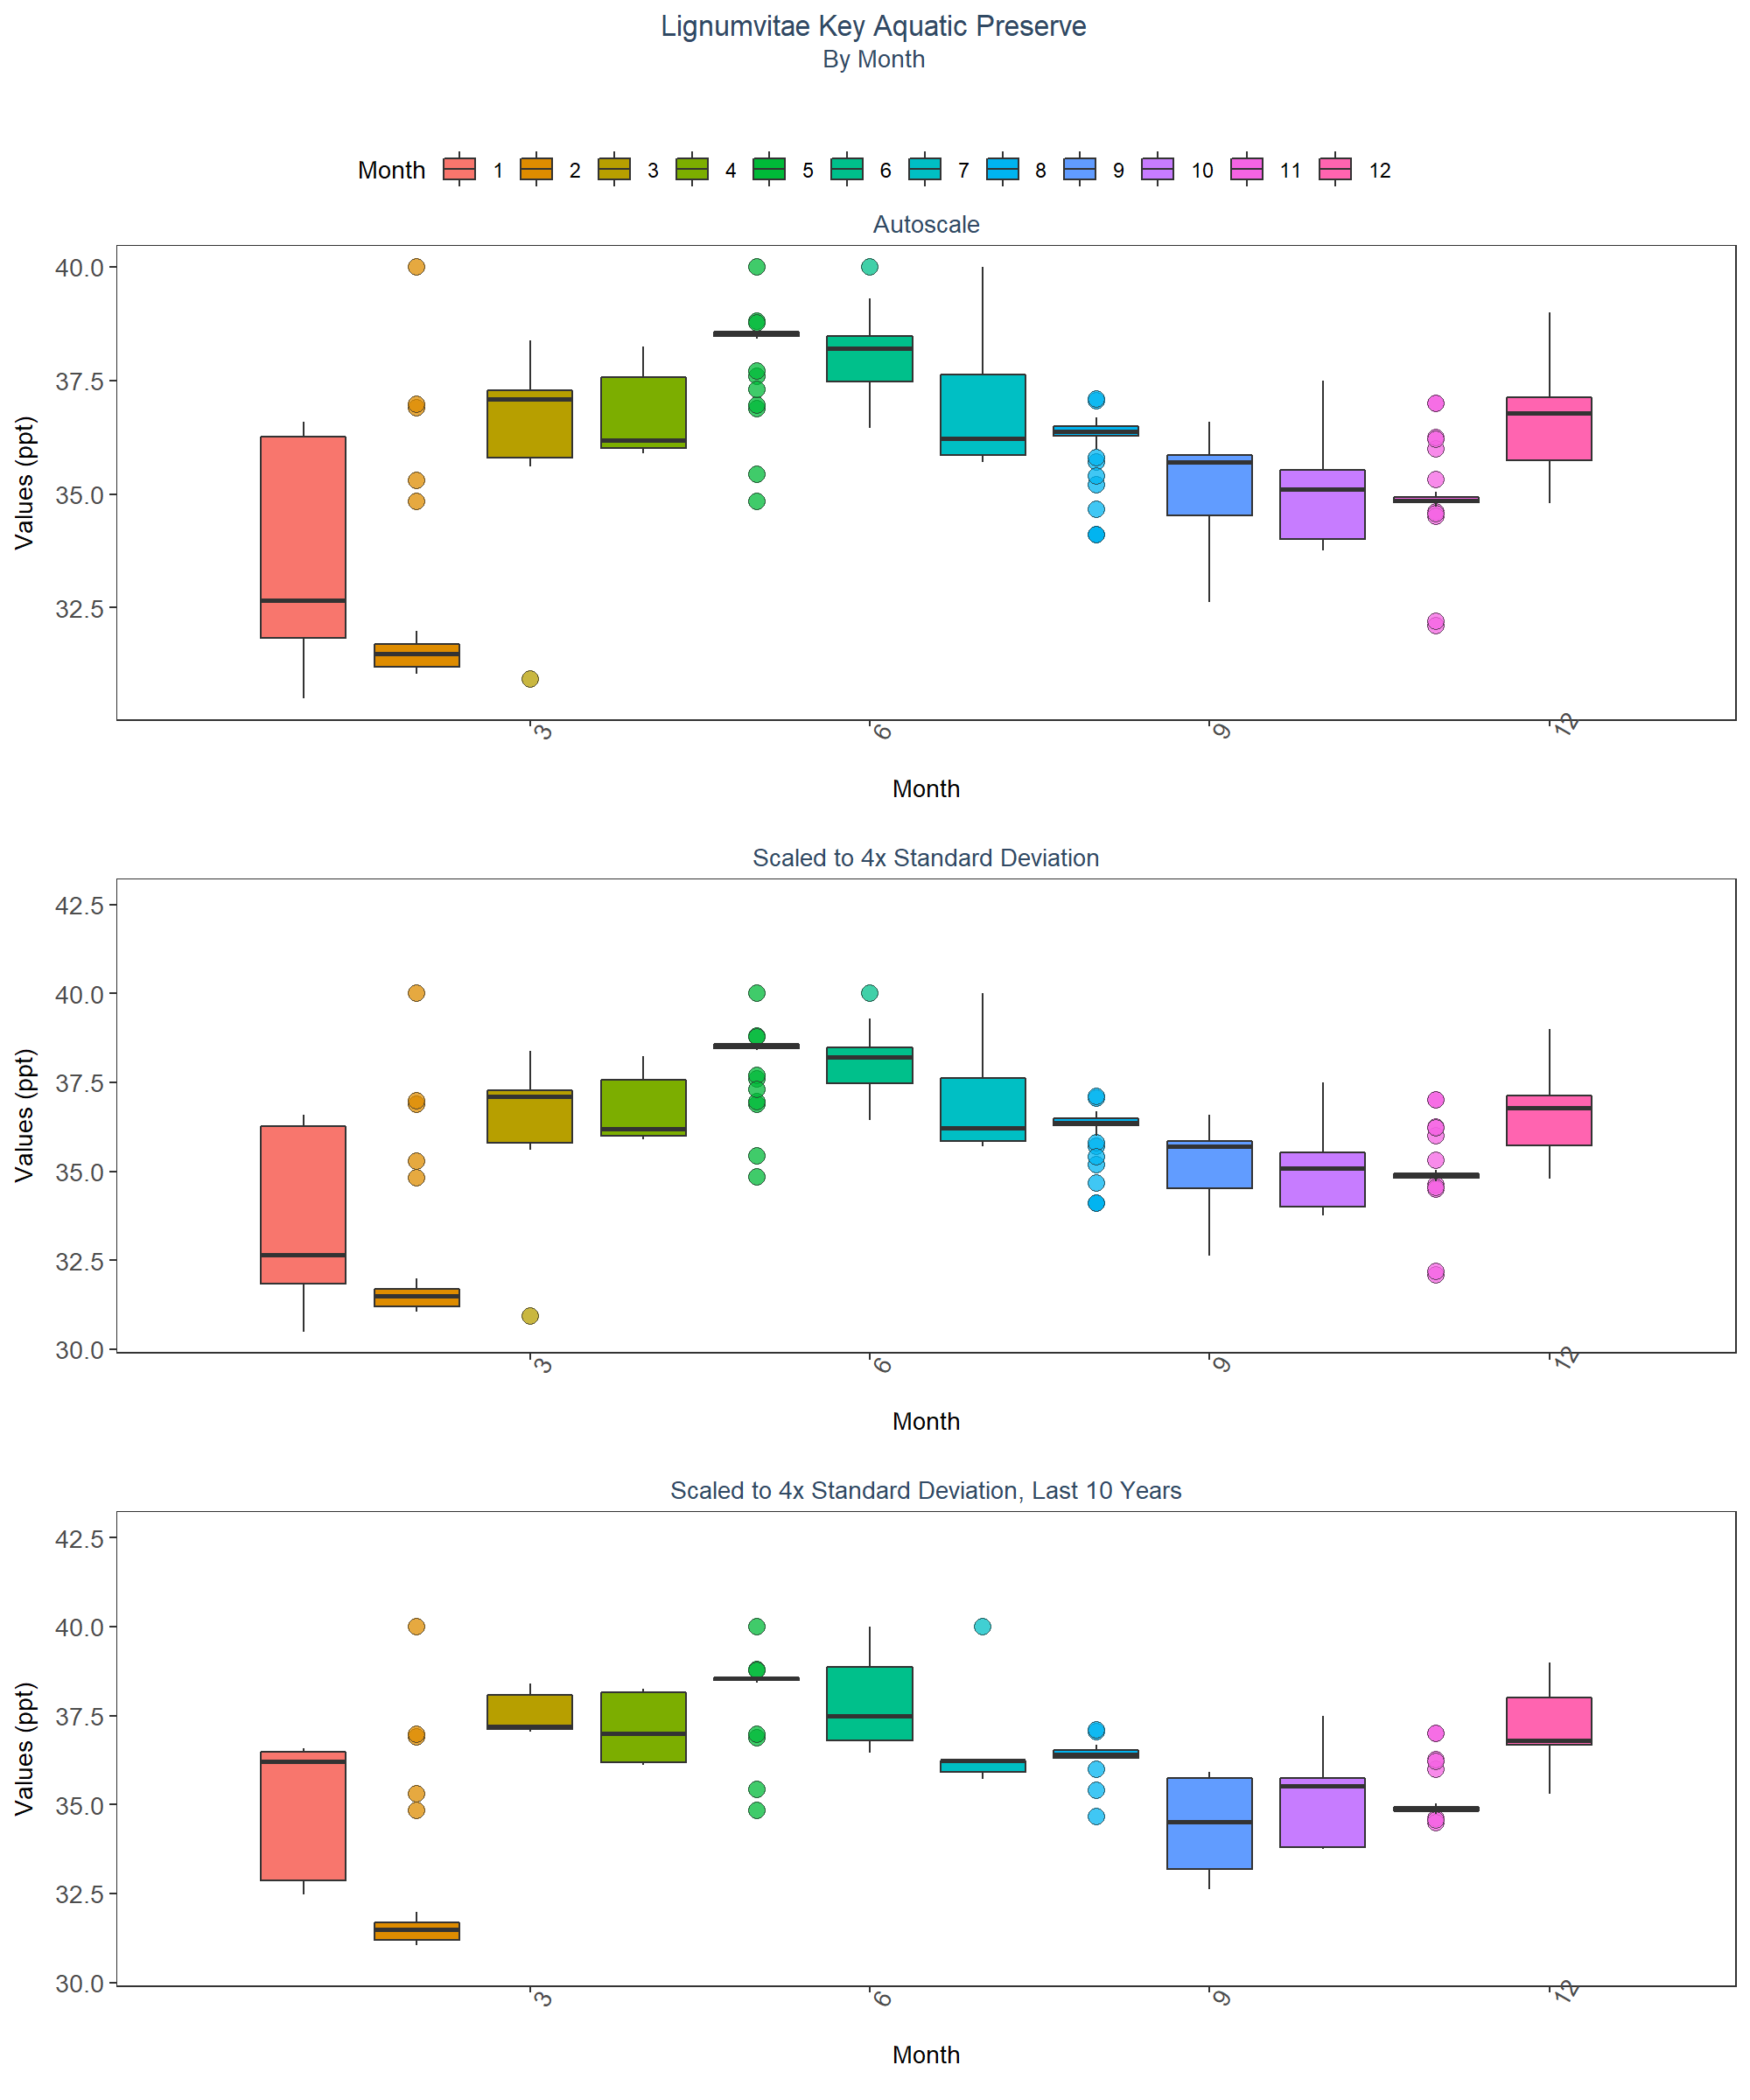 Lignumvitae Key Aquatic Preserve
By Month
Month 1 2 3 4 5 6 7 8 9 10 11 12
Autoscale
40.0
37.5
35.0
32.5
Values (ppt)
3 6 9 12
Month
Scaled to 4x Standard Deviation
42.5
40.0
37.5
35.0
32.5
30.0
Values (ppt)
3 6 9 12
Month
Scaled to 4x Standard Deviation, Last 10 Years
42.5
40.0
37.5
35.0
32.5
30.0
Values (ppt)
3 6 9 12
Month